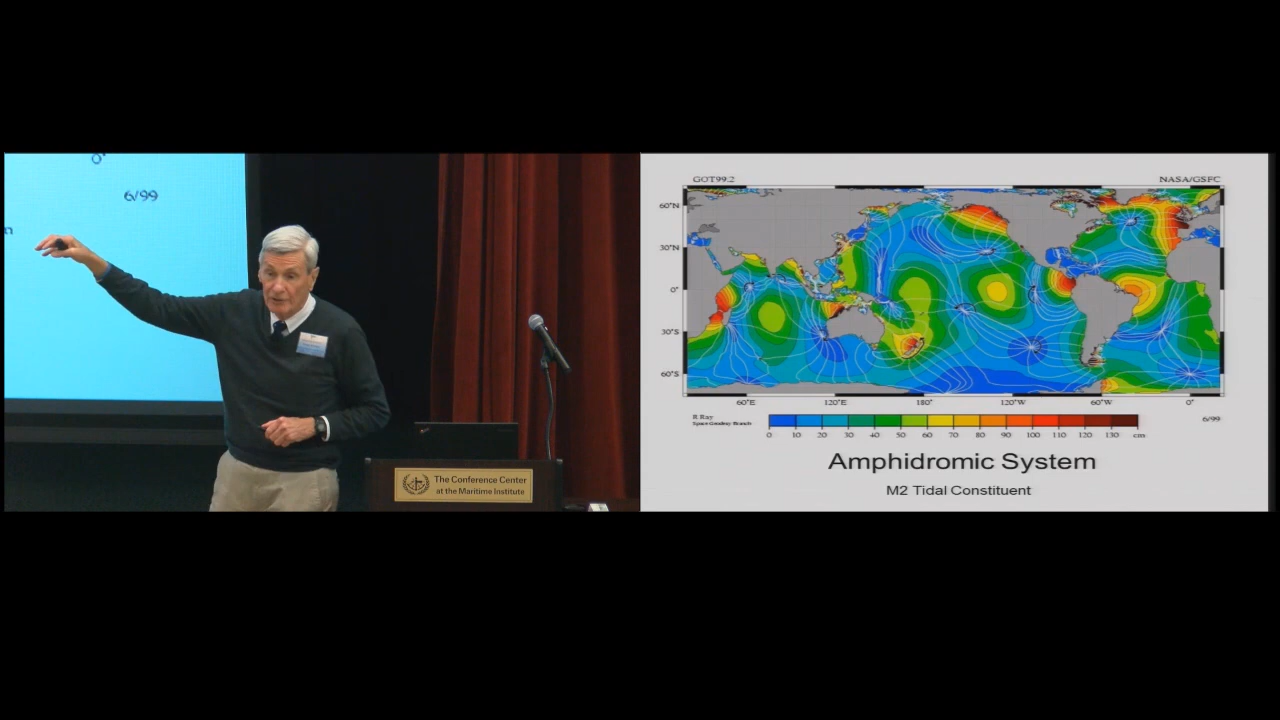 0°
6/99
The Conference Center
at the Maritime Institute
GOT99.2
NASA/GSFC
60°N
30°N
0°
30°S
60°S
60°E
120°E
180°
120°W
60°W
0°
R Ray
Space Geodesy Branch
6/99
0 10 20 30 40 50 60 70 80 90 100 110 120 130 cm
Amphidromic System
M2 Tidal Constituent